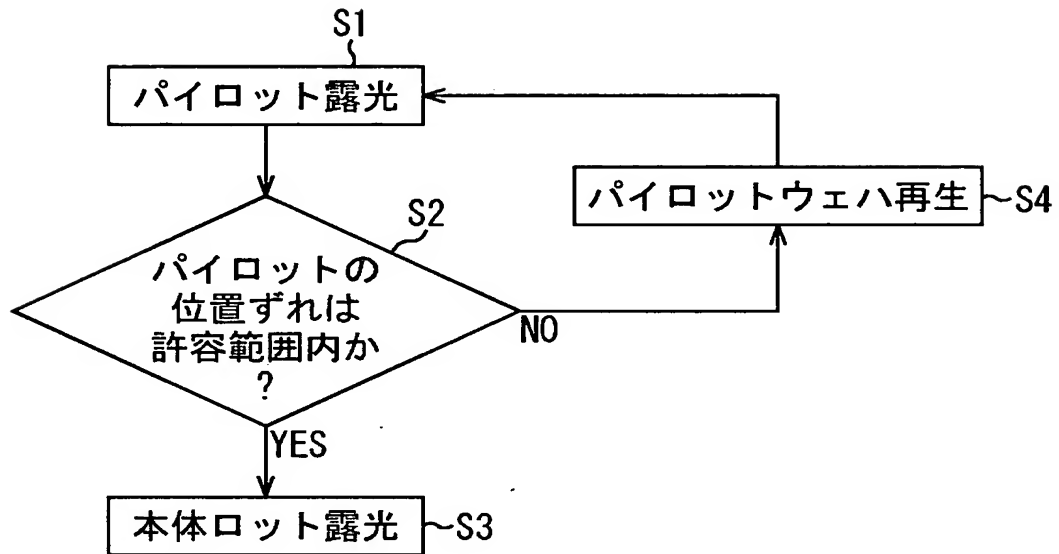 S1
パイロット露光
S2
パイロットの
位置ずれは
許容範囲内か
?
NO
YES
パイロットウェハ再生
S4
本体ロット露光
S3